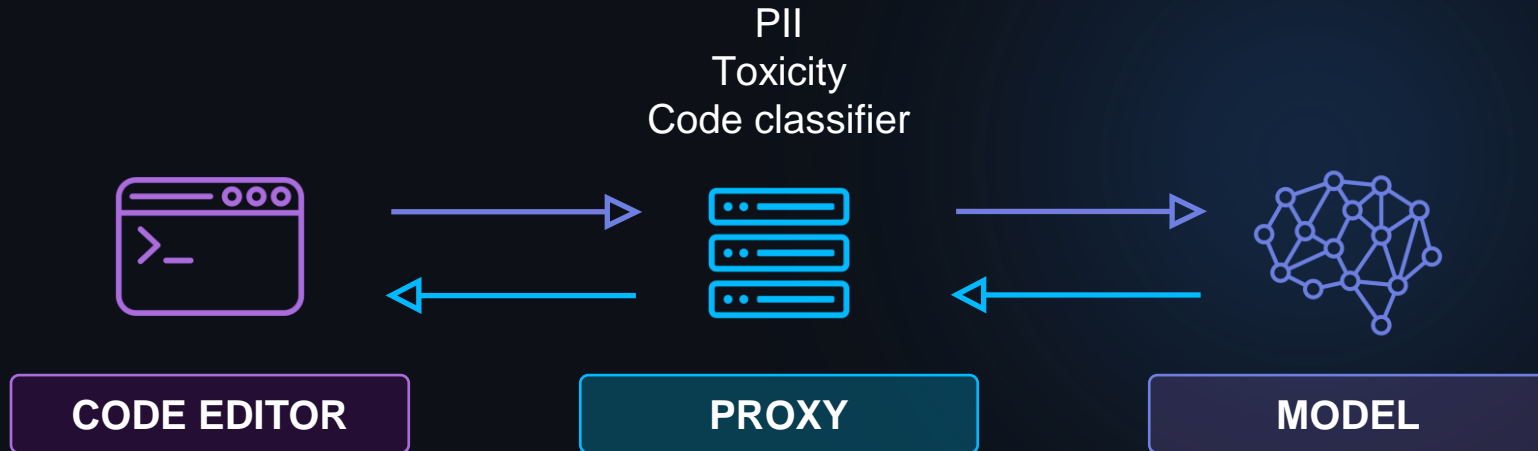 PII
Toxicity
Code classifier
CODE EDITOR
PROXY
MODEL